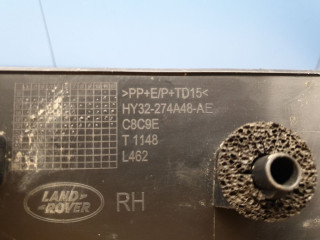 >PP+E/P+TD15<
HY32-274A48-AE
C8C9E
T 1148
L462
LAND
ROVER
RH